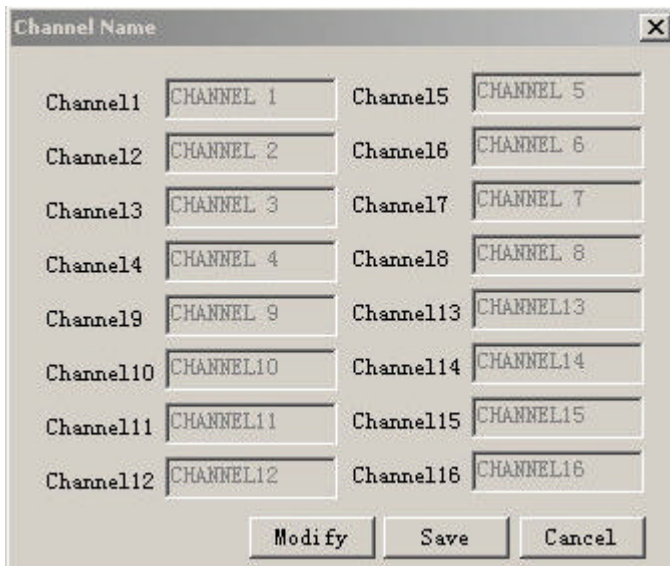 Channel Name
Channel1 CHANNEL 1 Channel5 CHANNEL 5
Channel2 CHANNEL 2 Channel6 CHANNEL 6
Channel3 CHANNEL 3 Channel7 CHANNEL 7
Channel4 CHANNEL 4 Channel8 CHANNEL 8
Channel9 CHANNEL 9 Channel13 CHANNEL13
Channel10 CHANNEL10 Channel14 CHANNEL14
Channel11 CHANNEL11 Channel15 CHANNEL15
Channel12 CHANNEL12 Channel16 CHANNEL16
Modify Save Cancel